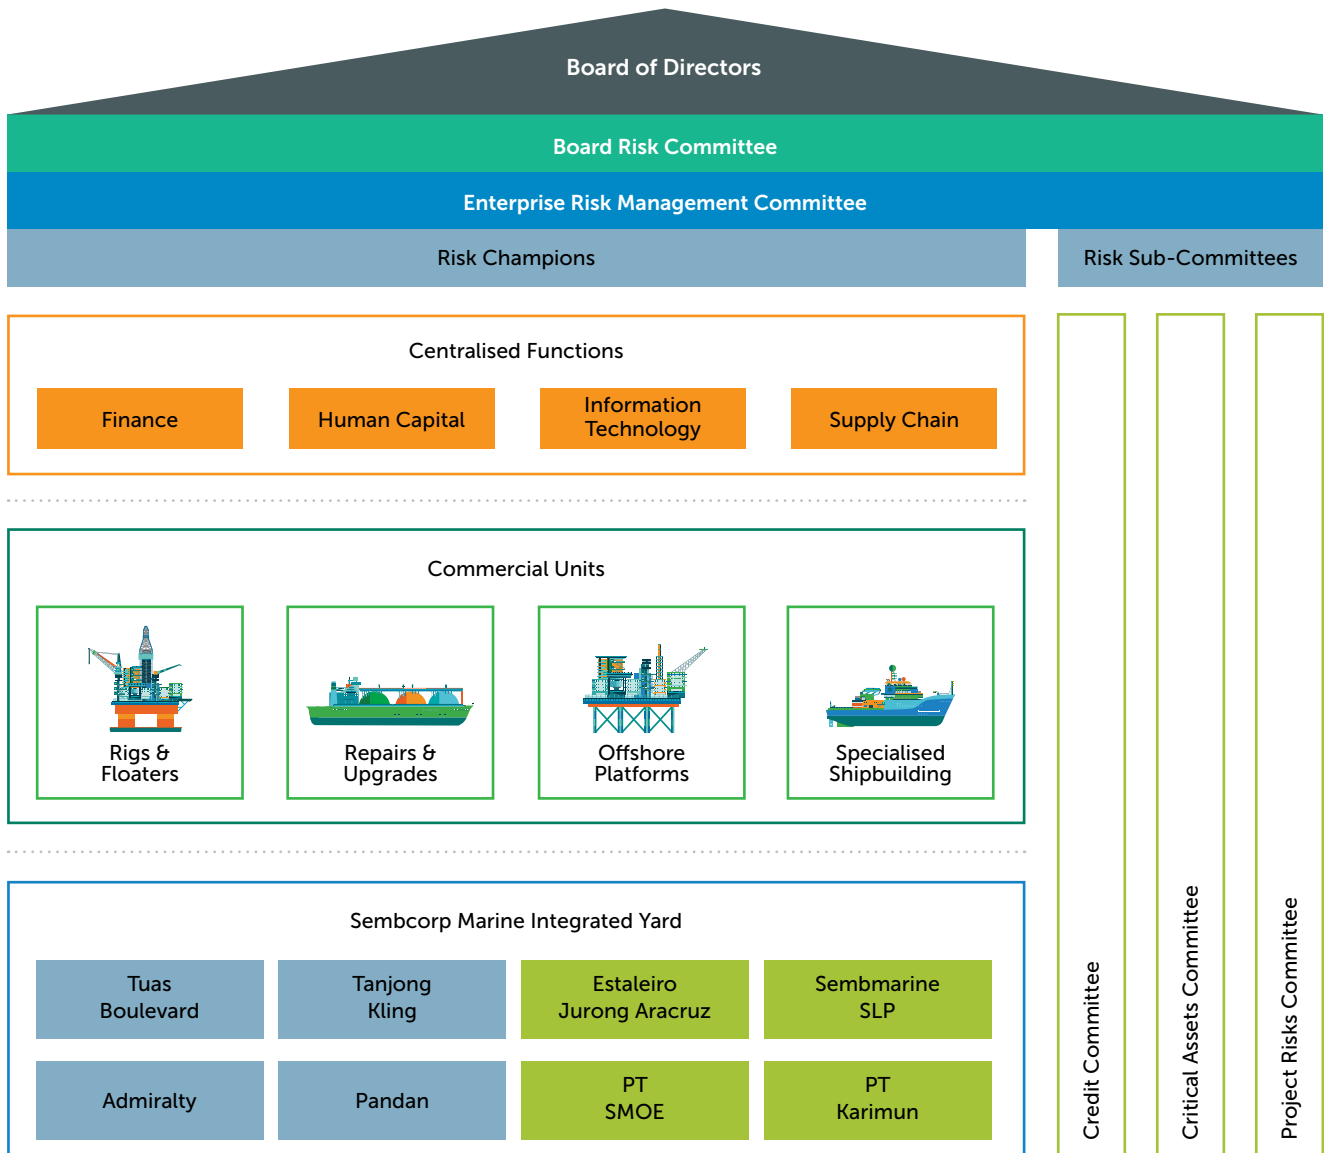 Board of Directors
Board Risk Committee
Enterprise Risk Management Committee
Risk Champions
Risk Sub-Committees
Centralised Functions
Finance
Human Capital
Information
Technology
Supply Chain
Commercial Units
Rigs &
Floaters
Repairs &
Upgrades
Offshore
Platforms
Specialised
Shipbuilding
Sembcorp Marine Integrated Yard
Tuas
Boulevard
Tanjong
Kling
Estaleiro
Jurong Aracruz
Sembmarine
SLP
Admiralty
Pandan
PT
SMOE
PT
Karimun
Credit Committee
Critical Assets Committee
Project Risks Committee